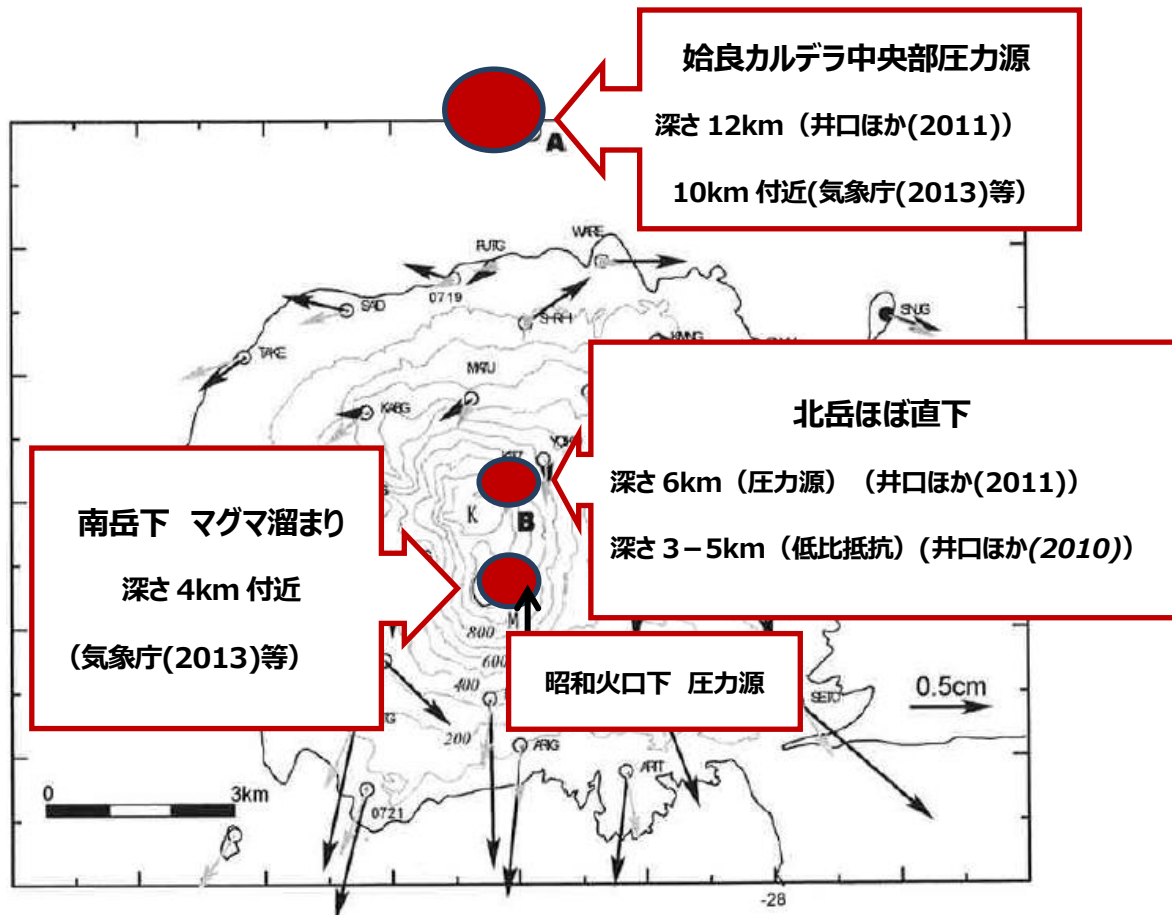 姶良カルデラ中央部圧力源
深さ 12km（井口ほか(2011)）
10km 付近(気象庁(2013)等）
A
WARE
FUTG
0719
SAID
SHRH
SNJG
TAKE
KMNG
MATU
KABG
北岳ほぼ直下
深さ 6km（圧力源）（井口ほか(2011)）
深さ 3－5km（低比抵抗）(井口ほか(2010)）
K
B
南岳下 マグマ溜まり
深さ 4km 付近
（気象庁(2013)等）
M
800
600
400
200
昭和火口下 圧力源
SETO
0.5cm
ARIG
ARIT
0
3km
0721
-28